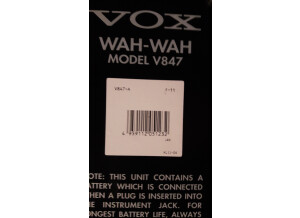 VOX
WAH-WAH
MODEL V847
V847-A
OTE: THIS UNIT CONTAINS A
ATTERY WHICH IS CONNECTED
HEN A PLUG IS INSERTED INTO
E INSTRUMENT JACK. FOR
NGEST BATTERY LIFE, ALWAYS